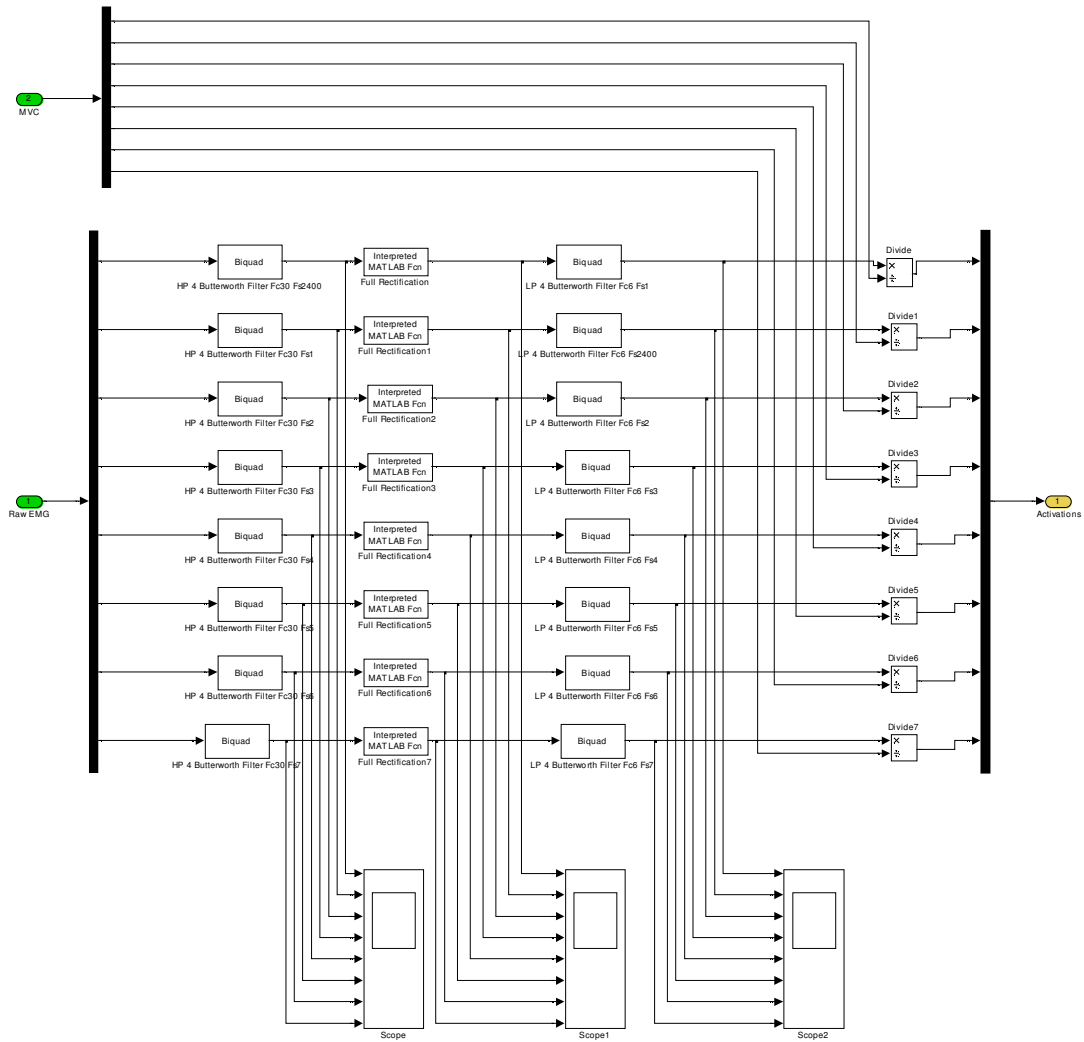 2
MVC
Divide
Biquad
Interpreted
MATLAB Fcn
Biquad
×
÷
HP 4 Butterworth Filter Fc30 Fs2400
Full Rectification
LP 4 Butterworth Filter Fc6 Fs1
Divide1
Biquad
Interpreted
MATLAB Fcn
Biquad
×
÷
HP 4 Butterworth Filter Fc30 Fs1
Full Rectification1
LP 4 Butterworth Filter Fc6 Fs2400
Divide2
Biquad
Interpreted
MATLAB Fcn
Biquad
×
÷
HP 4 Butterworth Filter Fc30 Fs2
Full Rectification2
LP 4 Butterworth Filter Fc6 Fs2
Divide3
Biquad
Interpreted
MATLAB Fcn
Biquad
×
÷
HP 4 Butterworth Filter Fc30 Fs3
Full Rectification3
LP 4 Butterworth Filter Fc6 Fs3
1
Raw EMG
1
Activations
Divide4
Biquad
Interpreted
MATLAB Fcn
Biquad
×
÷
HP 4 Butterworth Filter Fc30 Fs4
Full Rectification4
LP 4 Butterworth Filter Fc6 Fs4
Divide5
Biquad
Interpreted
MATLAB Fcn
Biquad
×
÷
HP 4 Butterworth Filter Fc30 Fs5
Full Rectification5
LP 4 Butterworth Filter Fc6 Fs5
Divide6
Biquad
Interpreted
MATLAB Fcn
Biquad
×
÷
HP 4 Butterworth Filter Fc30 Fs6
Full Rectification6
LP 4 Butterworth Filter Fc6 Fs6
Divide7
Biquad
Interpreted
MATLAB Fcn
Biquad
×
÷
HP 4 Butterworth Filter Fc30 Fs7
Full Rectification7
LP 4 Butterworth Filter Fc6 Fs7
Scope
Scope1
Scope2